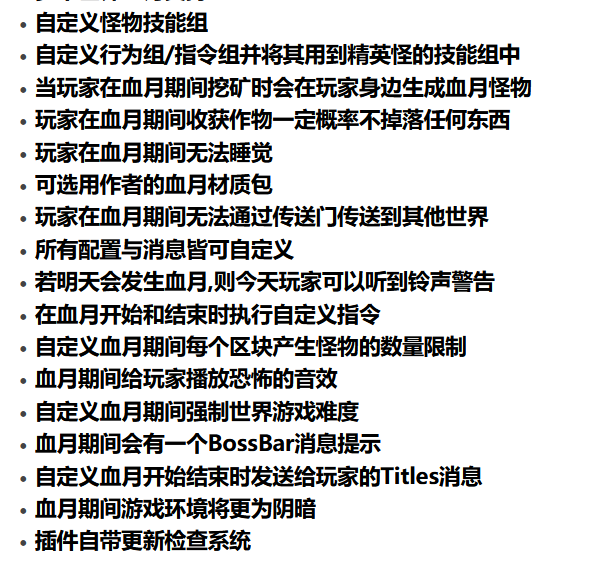 自定义怪物技能组
自定义行为组/指令组并将其用到精英怪的技能组中
当玩家在血月期间挖矿时会在玩家身边生成血月怪物
玩家在血月期间收获作物一定概率不掉落任何东西
玩家在血月期间无法睡觉
可选用作者的血月材质包
玩家在血月期间无法通过传送门传送到其他世界
所有配置与消息皆可自定义
若明天会发生血月,则今天玩家可以听到铃声警告
在血月开始和结束时执行自定义指令
自定义血月期间每个区块产生怪物的数量限制
血月期间给玩家播放恐怖的音效
自定义血月期间强制世界游戏难度
血月期间会有一个BossBar消息提示
自定义血月开始结束时发送给玩家的Titles消息
血月期间游戏环境将更为阴暗
插件自带更新检查系统